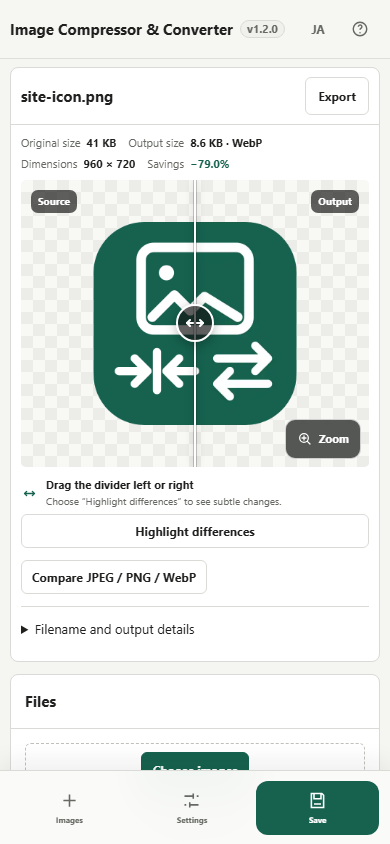 Image Compressor & Converter v1.2.0 JA
site-icon.png Export
Original size 41 KB Output size 8.6 KB · WebP
Dimensions 960 × 720 Savings −79.0%
Source Output
Zoom
Drag the divider left or right
Choose “Highlight differences” to see subtle changes.
Highlight differences
Compare JPEG / PNG / WebP
Filename and output details
Files
Choose images
Images Settings Save